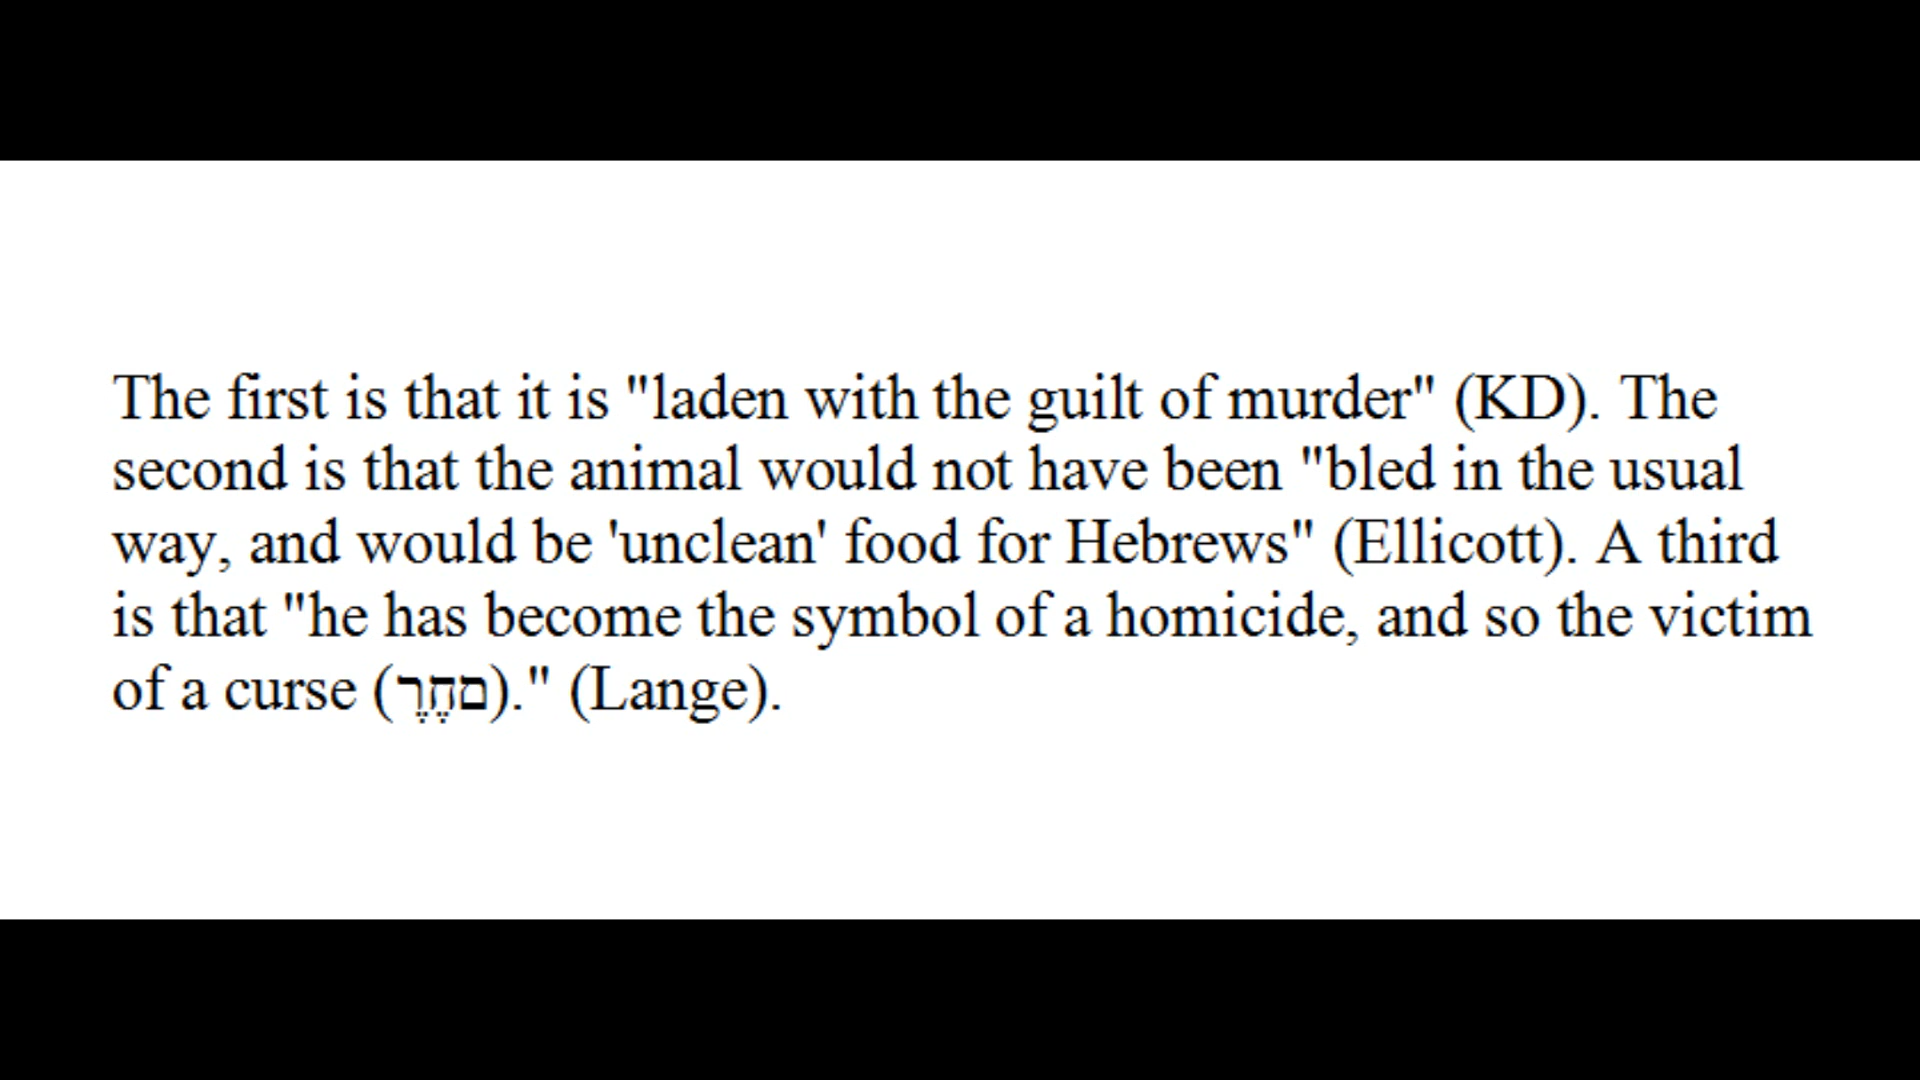 The first is that it is "laden with the guilt of murder" (KD). The
second is that the animal would not have been "bled in the usual
way, and would be 'unclean' food for Hebrews" (Ellicott). A third
is that "he has become the symbol of a homicide, and so the victim
of a curse (םחֶרֶ)." (Lange).